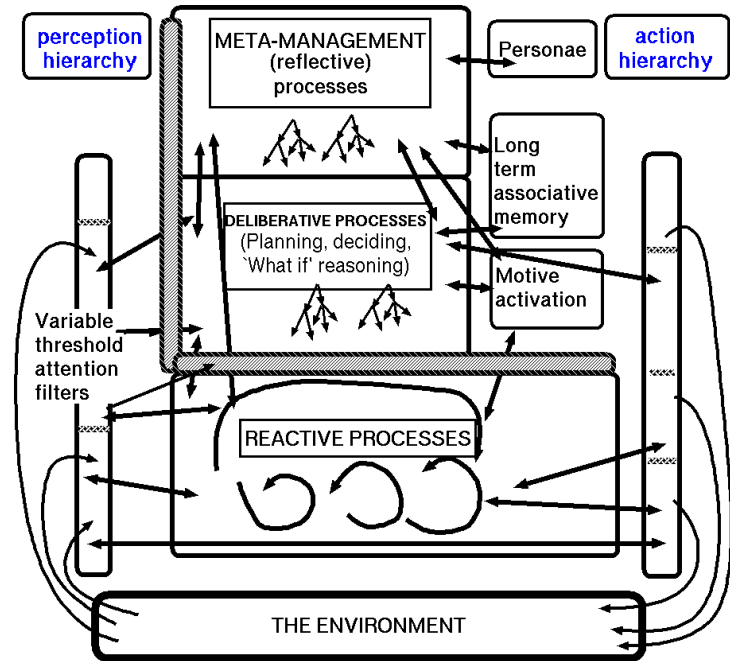 perception
hierarchy
META-MANAGEMENT
(reflective)
processes
Personae
action
hierarchy
Long
term
associative
memory
DELIBERATIVE PROCESSES
(Planning, deciding,
`What if' reasoning)
Motive
activation
Variable
threshold
attention
filters
REACTIVE PROCESSES
THE ENVIRONMENT